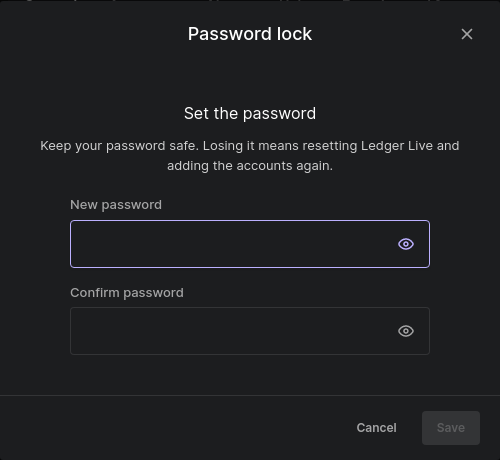 Password lock
Set the password
Keep your password safe. Losing it means resetting Ledger Live and
adding the accounts again.
New password
Confirm password
Cancel
Save